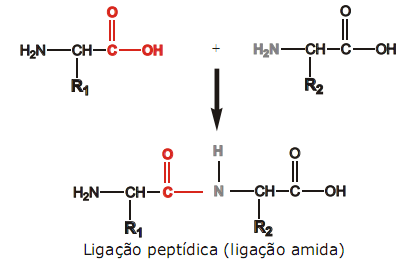 O O
H₂N CH C OH + H₂N CH C OH
R₁ R₂
O H O
H₂N CH C N CH C OH
R₁ R₂
Ligação peptídica (ligação amida)